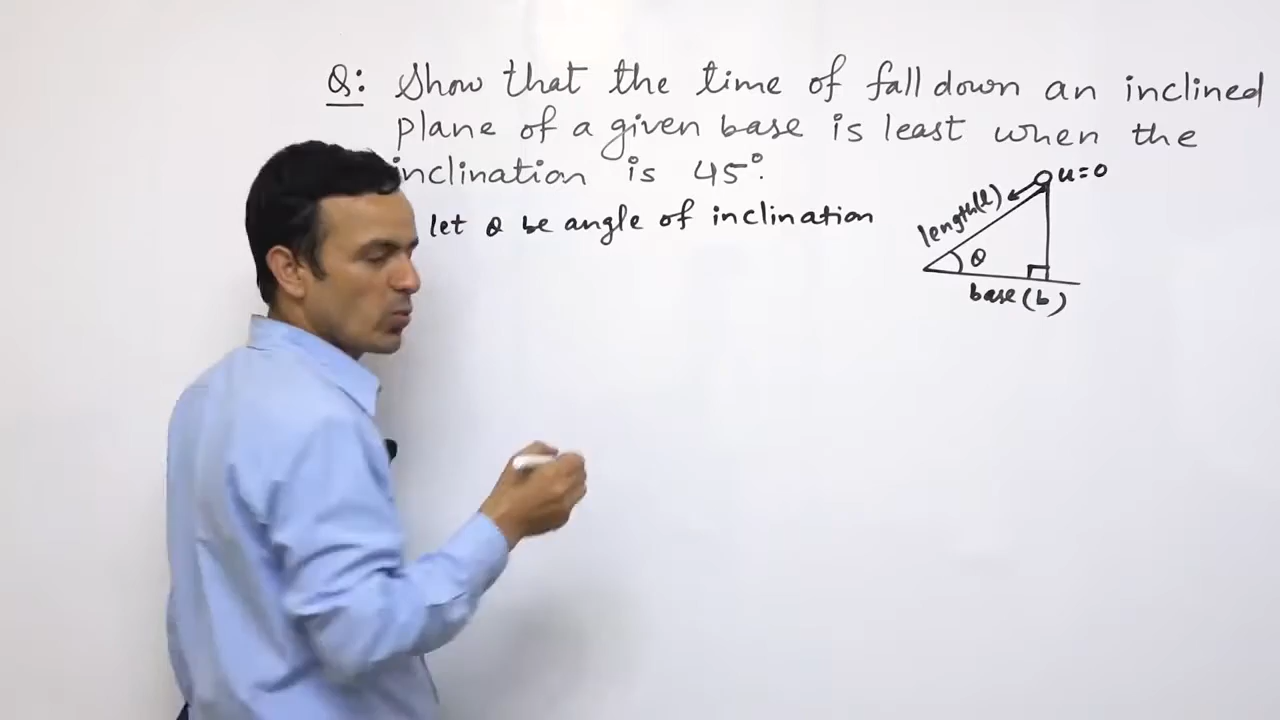 Q: Show that the time of fall down an inclined
plane of a given base is least when the
inclination is 45°.
let θ be angle of inclination
u=0
length(l)
θ
base(b)